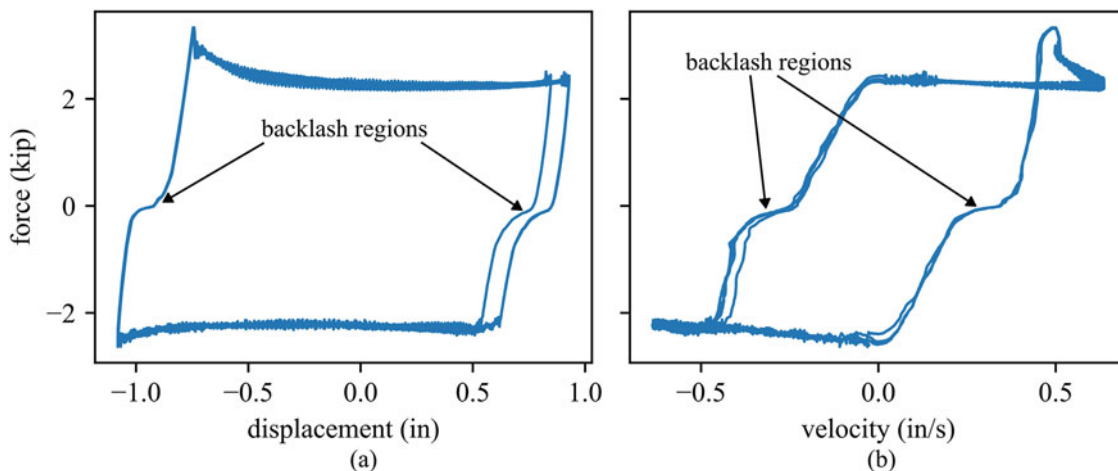 backlash regions
force (kip)
2
0
−2
−1.0
−0.5
0.0
0.5
1.0
displacement (in)
(a)
backlash regions
−0.5
0.0
0.5
velocity (in/s)
(b)